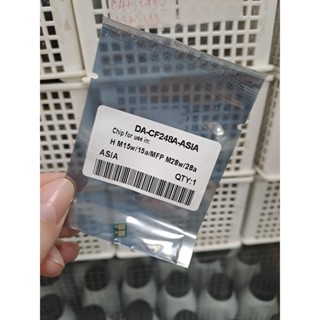 DA-CF248A-ASIA
Chip for use in:
H M15w/15a/MFP M28w/28a
ASIA
QTY:1